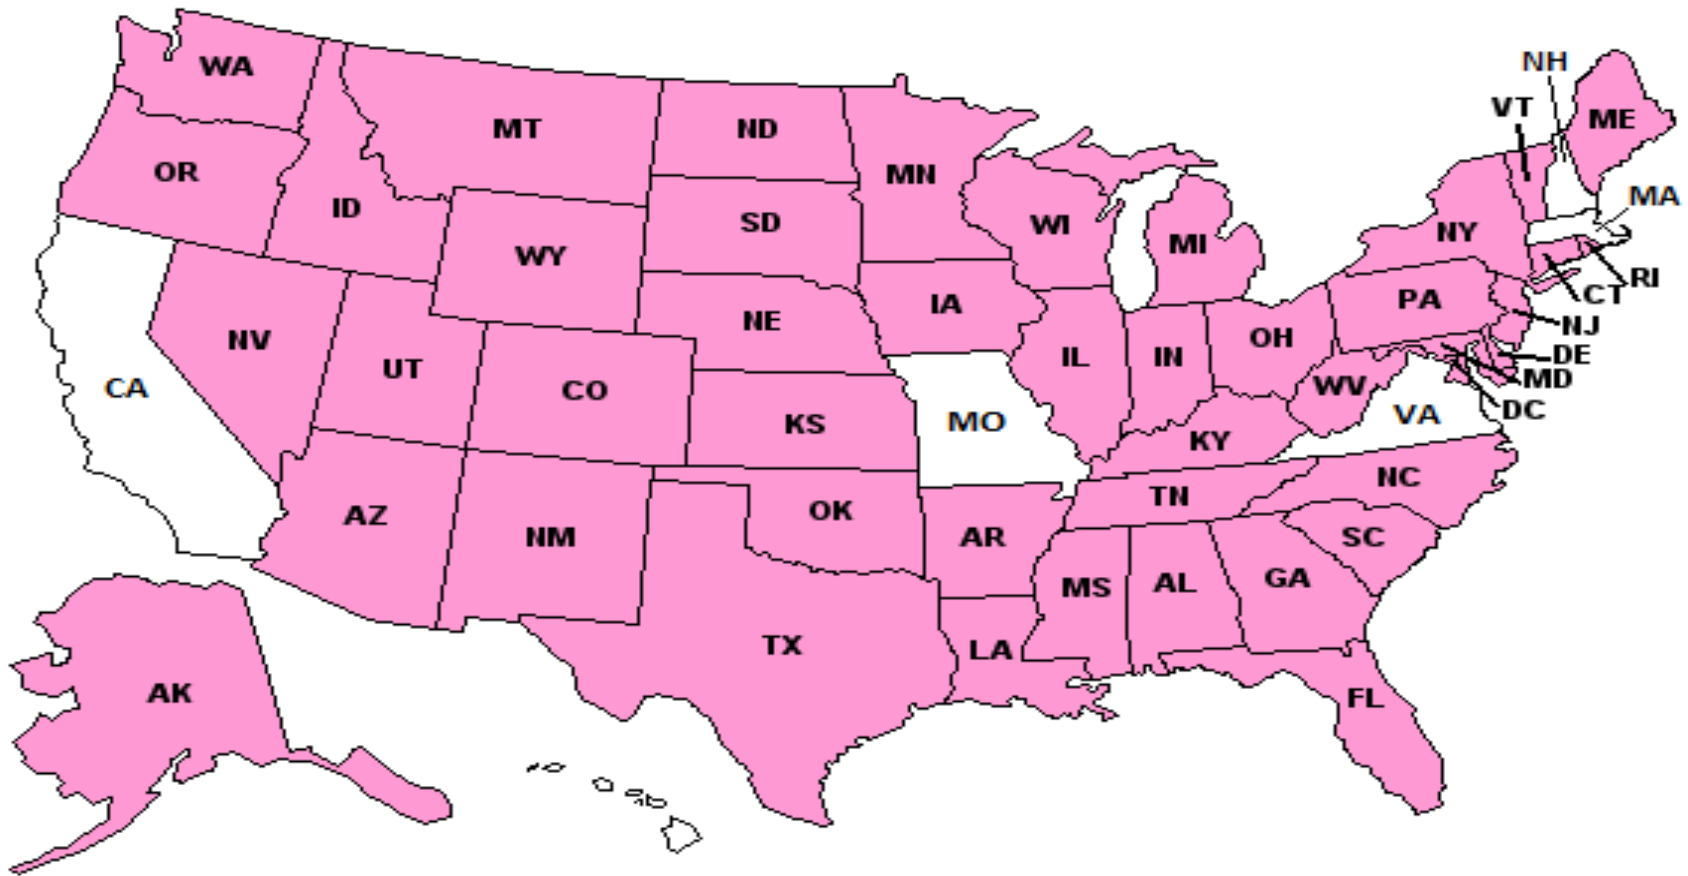 WA
MT
ND
MN
OR
ID
WY
SD
WI
MI
NH
VT
ME
MA
NY
RI
CT
PA
NJ
DE
MD
DC
CA
NV
UT
CO
NE
IA
IL
IN
OH
WV
VA
KS
MO
KY
NC
TN
SC
AZ
NM
OK
AR
MS
AL
GA
TX
LA
FL
AK